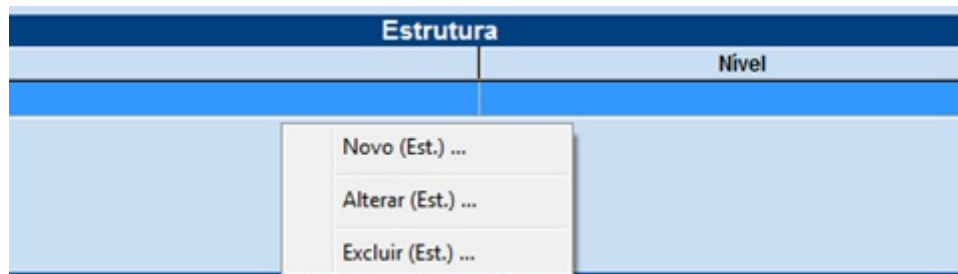 Estrutura
Nível
Novo (Est.) ...
Alterar (Est.) ...
Excluir (Est.) ...